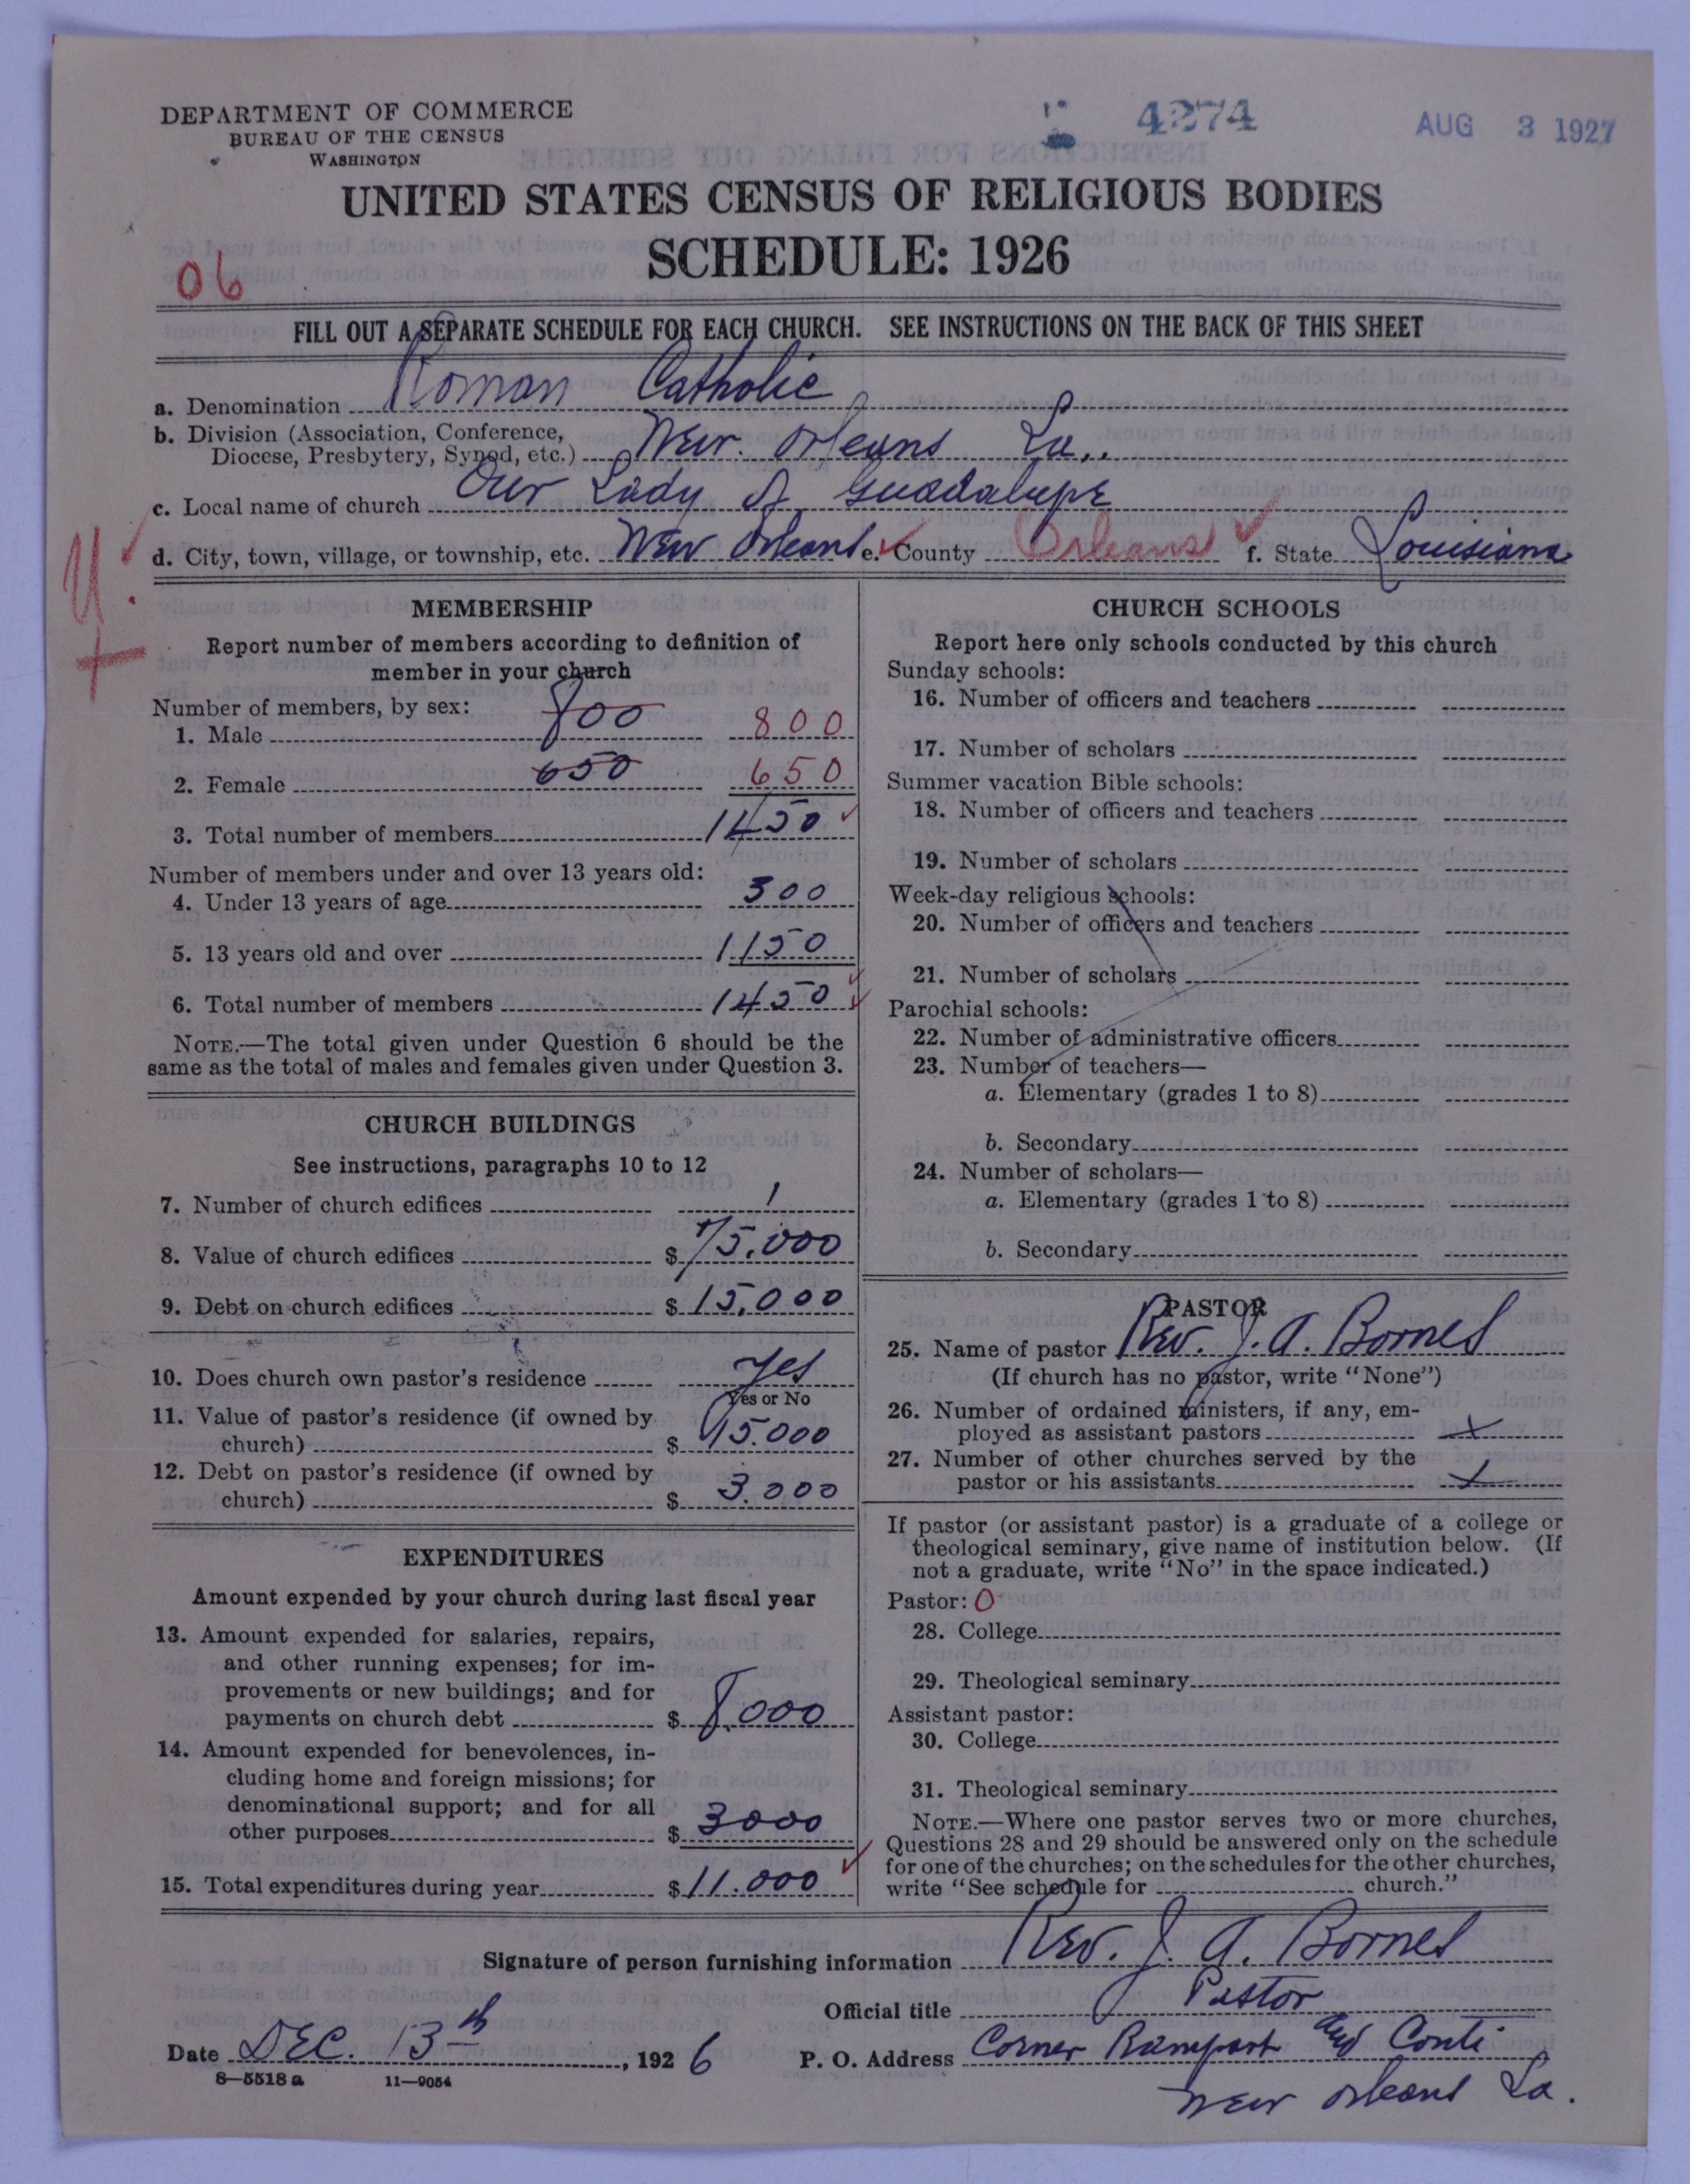 DEPARTMENT OF COMMERCE
BUREAU OF THE CENSUS
WASHINGTON
4274
AUG 3 1927
UNITED STATES CENSUS OF RELIGIOUS BODIES
SCHEDULE: 1926
06
FILL OUT A SEPARATE SCHEDULE FOR EACH CHURCH. SEE INSTRUCTIONS ON THE BACK OF THIS SHEET
a. Denomination Roman Catholic
b. Division (Association, Conference,
Diocese, Presbytery, Synod, etc.) New Orleans La.
c. Local name of church Our Lady of Guadalupe
d. City, town, village, or township, etc. New Orleans e. County Orleans f. State Louisiana
MEMBERSHIP
Report number of members according to definition of
member in your church
Number of members, by sex:
1. Male 800 800
2. Female 650 650
3. Total number of members 1450
Number of members under and over 13 years old:
4. Under 13 years of age 300
5. 13 years old and over 1150
6. Total number of members 1450
NOTE.—The total given under Question 6 should be the
same as the total of males and females given under Question 3.
CHURCH BUILDINGS
See instructions, paragraphs 10 to 12
7. Number of church edifices 1
8. Value of church edifices $ 75.000
9. Debt on church edifices $ 15.000
10. Does church own pastor's residence Yes
Yes or No
11. Value of pastor's residence (if owned by
church) $ 15.000
12. Debt on pastor's residence (if owned by
church) $ 3.000
EXPENDITURES
Amount expended by your church during last fiscal year
13. Amount expended for salaries, repairs,
and other running expenses; for im-
provements or new buildings; and for
payments on church debt $ 8.000
14. Amount expended for benevolences, in-
cluding home and foreign missions; for
denominational support; and for all
other purposes $ 3000
15. Total expenditures during year $ 11.000
CHURCH SCHOOLS
Report here only schools conducted by this church
Sunday schools:
16. Number of officers and teachers
17. Number of scholars
Summer vacation Bible schools:
18. Number of officers and teachers
19. Number of scholars
Week-day religious schools:
20. Number of officers and teachers
21. Number of scholars
Parochial schools:
22. Number of administrative officers
23. Number of teachers—
a. Elementary (grades 1 to 8)
b. Secondary
24. Number of scholars—
a. Elementary (grades 1 to 8)
b. Secondary
PASTOR
25. Name of pastor Rev. J. A. Bornes
(If church has no pastor, write "None")
26. Number of ordained ministers, if any, em-
ployed as assistant pastors
27. Number of other churches served by the
pastor or his assistants
If pastor (or assistant pastor) is a graduate of a college or
theological seminary, give name of institution below. (If
not a graduate, write "No" in the space indicated.)
Pastor: 0
28. College
29. Theological seminary
Assistant pastor:
30. College
31. Theological seminary
NOTE.—Where one pastor serves two or more churches,
Questions 28 and 29 should be answered only on the schedule
for one of the churches; on the schedules for the other churches,
write "See schedule for church."
Signature of person furnishing information Rev. J. A. Bornes
Official title Pastor
Date DEC. 13th, 1926 P. O. Address Corner Rampart and Conti
New Orleans La.
8—5518a 11—9054